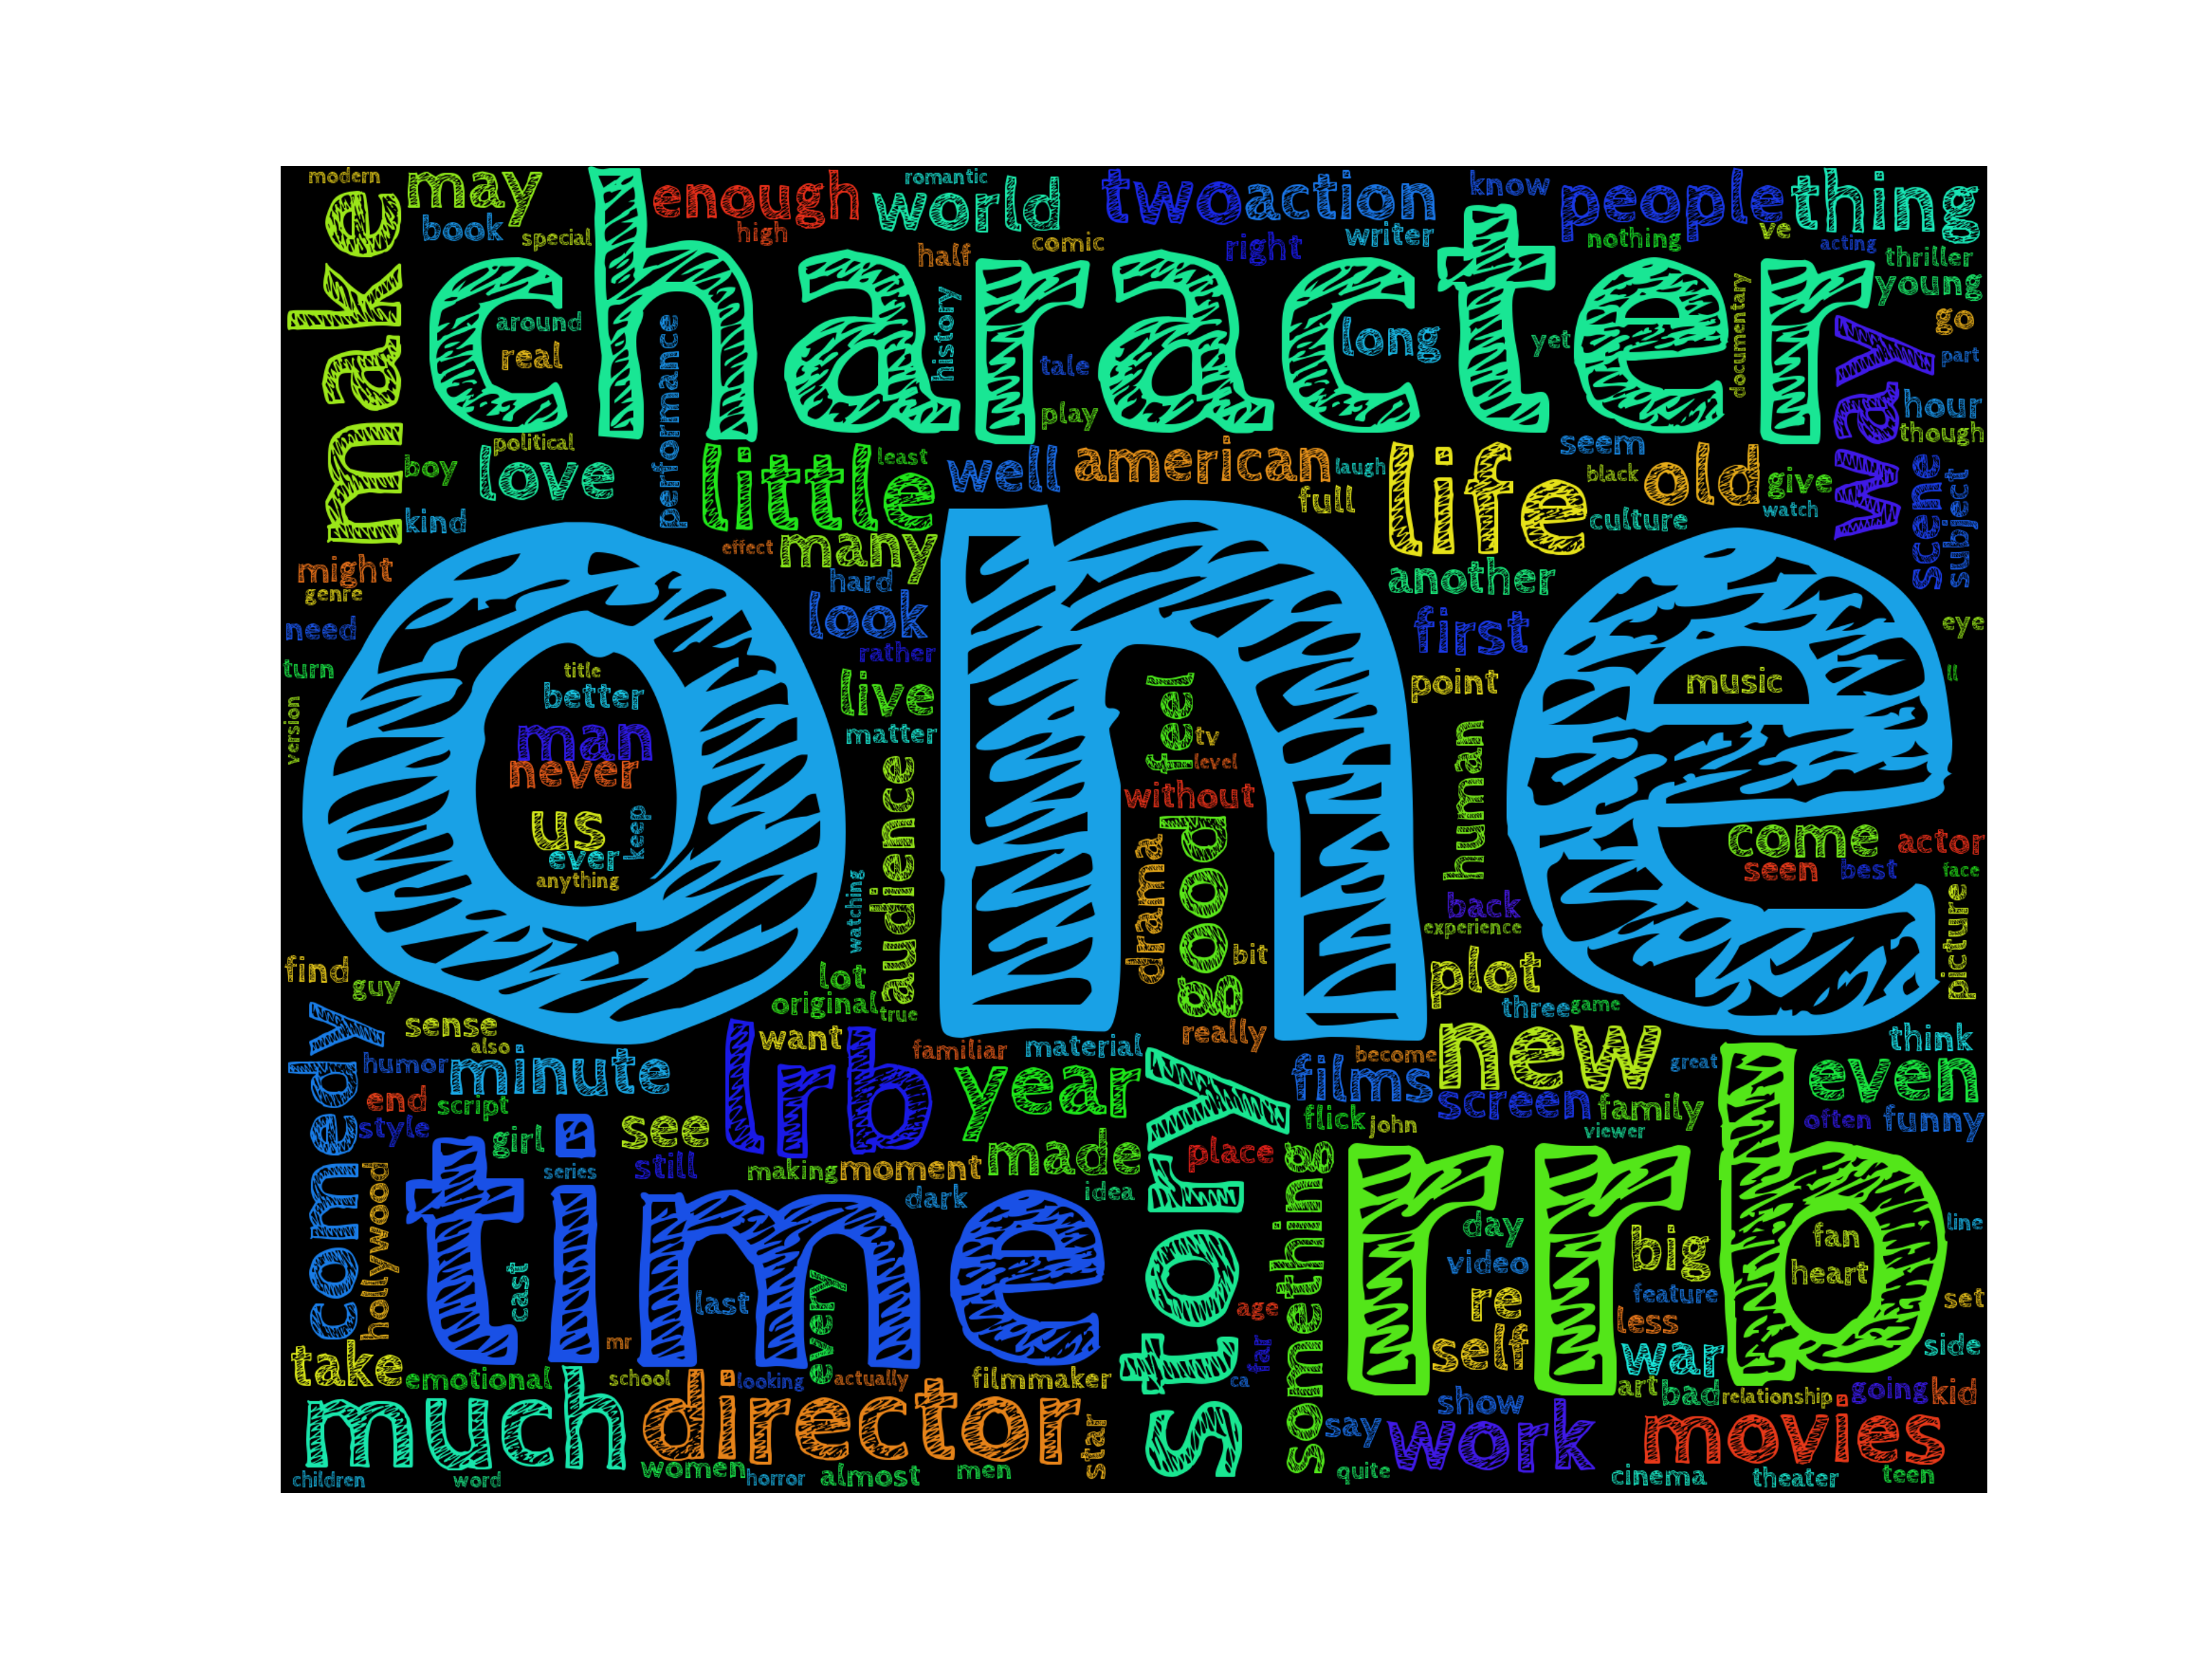 modern
may
enough
romantic
world
two
action
know
people
thing
make
book
special
high
half
comic
right
writer
nothing
ve
acting
thriller
character
young
around
real
performance
history
tale
play
long
yet
documentary
go
part
way
hour
though
political
boy
love
kind
little
least
well
american
laugh
full
life
seem
black
old
give
watch
culture
scene
subject
effect
many
hard
look
rather
another
first
might
genre
need
turn
version
one
title
better
man
never
us
ever
keep
anything
live
matter
audience
watching
feel
tv
level
without
drama
good
bit
point
human
back
experience
plot
music
come
actor
seen
best
face
picture
eye
ll
find
guy
lot
original
true
really
three
game
sense
also
comedy
humor
minute
want
lrb
familiar
material
year
story
films
become
new
great
think
even
end
script
style
girl
see
still
series
making
moment
made
place
idea
dark
flick
john
screen
family
viewer
often
funny
rrb
hollywood
time
cast
last
every
mr
something
age
far
ca
day
video
re
self
big
feature
less
war
fan
heart
line
set
side
take
emotional
school
looking
actually
filmmaker
much
director
star
show
say
work
art
bad
relationship
going
kid
movies
children
word
women
horror
almost
men
quite
cinema
theater
teen